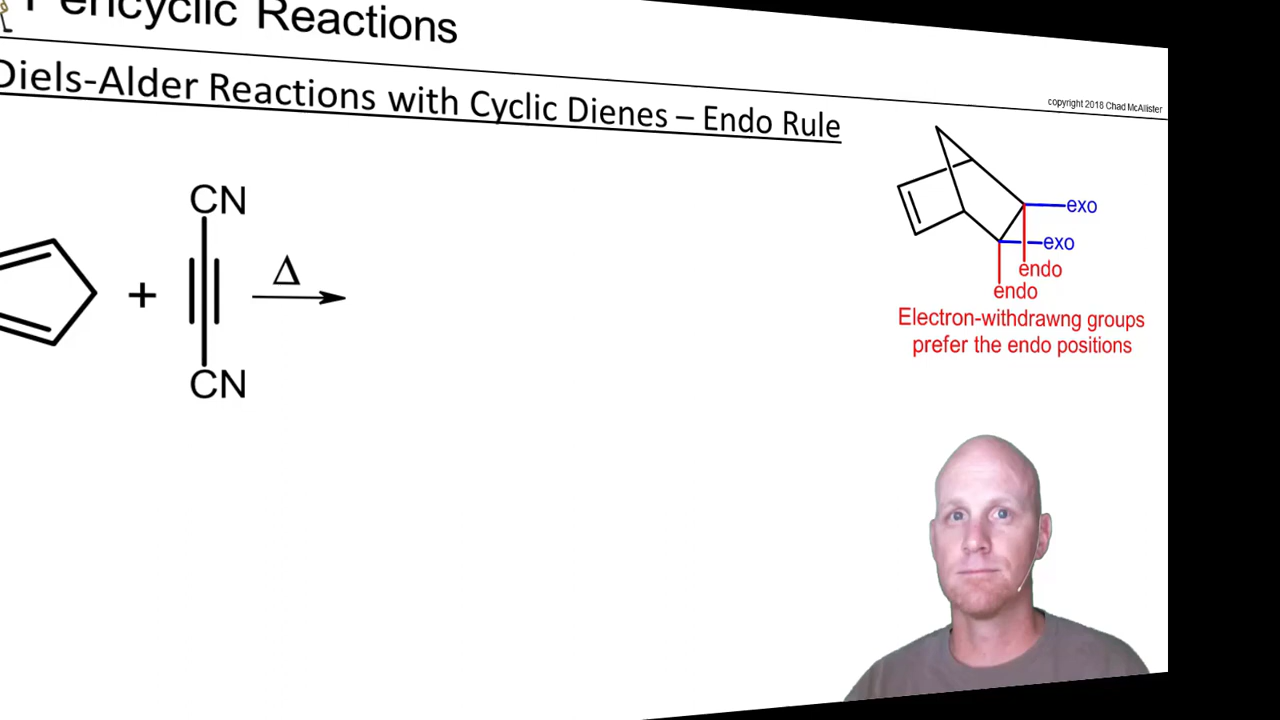 Pericyclic Reactions
Diels-Alder Reactions with Cyclic Dienes – Endo Rule
copyright 2018 Chad McAllister
CN
+
Δ
CN
exo
exo
endo
endo
Electron-withdrawng groups
prefer the endo positions